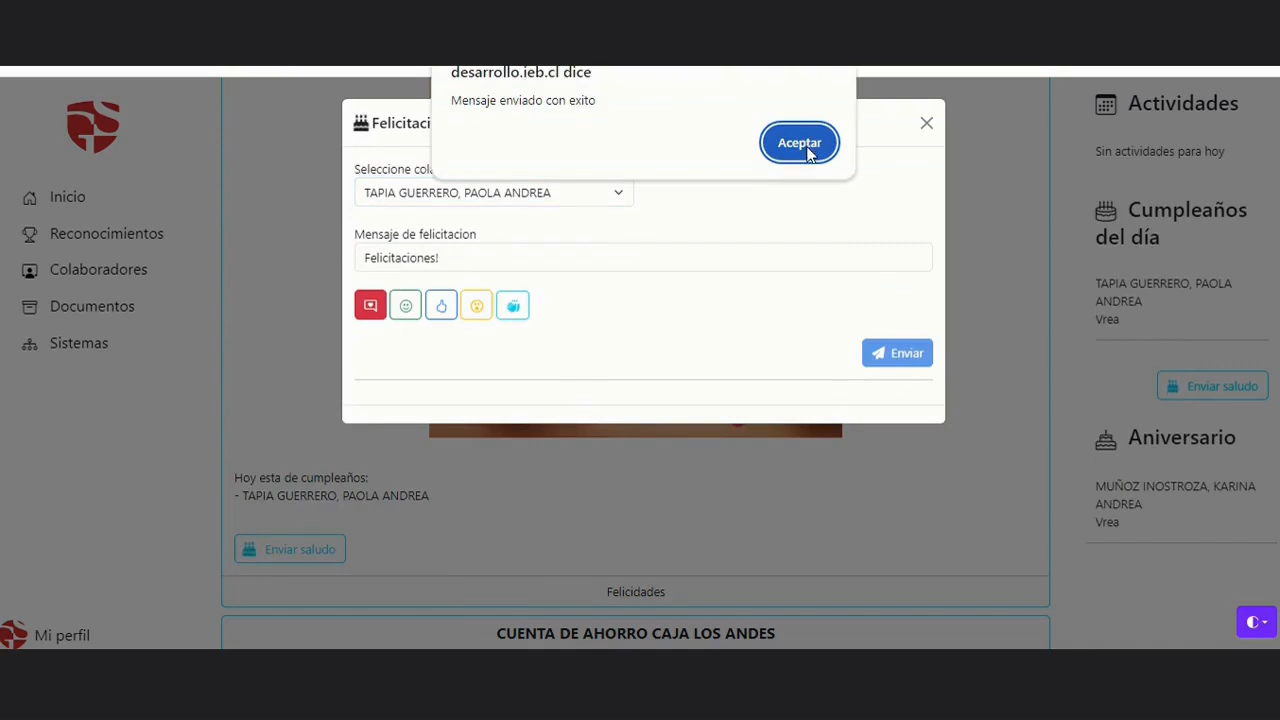 desarrollo.ieb.cl dice
Mensaje enviado con exito
Aceptar
Felicitaci
Seleccione col
TAPIA GUERRERO, PAOLA ANDREA
Mensaje de felicitacion
Felicitaciones!
Enviar
Inicio
Reconocimientos
Colaboradores
Documentos
Sistemas
Mi perfil
Hoy esta de cumpleaños:
- TAPIA GUERRERO, PAOLA ANDREA
Enviar saludo
Felicidades
CUENTA DE AHORRO CAJA LOS ANDES
Actividades
Sin actividades para hoy
Cumpleaños
del día
TAPIA GUERRERO, PAOLA
ANDREA
Vrea
Enviar saludo
Aniversario
MUÑOZ INOSTROZA, KARINA
ANDREA
Vrea